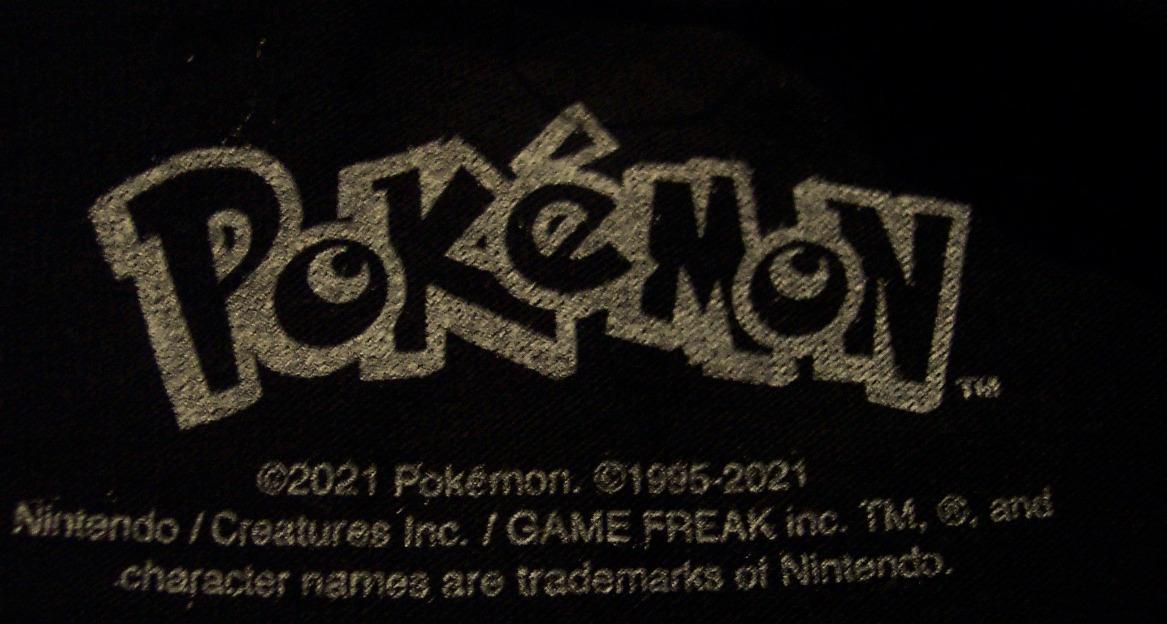 POKéMON TM
©2021 Pokémon. ©1995-2021
Nintendo / Creatures Inc. / GAME FREAK inc. TM, ®, and
character names are trademarks of Nintendo.